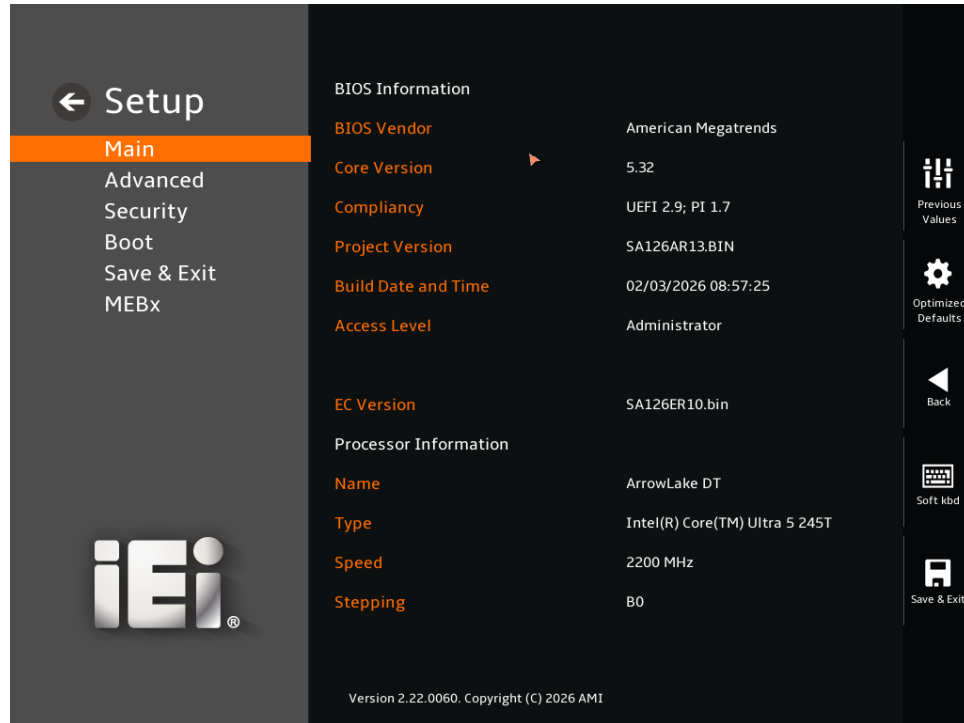 Setup
Main
Advanced
Security
Boot
Save & Exit
MEBx
iEi®
BIOS Information
BIOS Vendor American Megatrends
Core Version 5.32
Compliancy UEFI 2.9; PI 1.7
Project Version SA126AR13.BIN
Build Date and Time 02/03/2026 08:57:25
Access Level Administrator
EC Version SA126ER10.bin
Processor Information
Name ArrowLake DT
Type Intel(R) Core(TM) Ultra 5 245T
Speed 2200 MHz
Stepping B0
Version 2.22.0060. Copyright (C) 2026 AMI
Previous
Values
Optimized
Defaults
Back
Soft kbd
Save & Exit